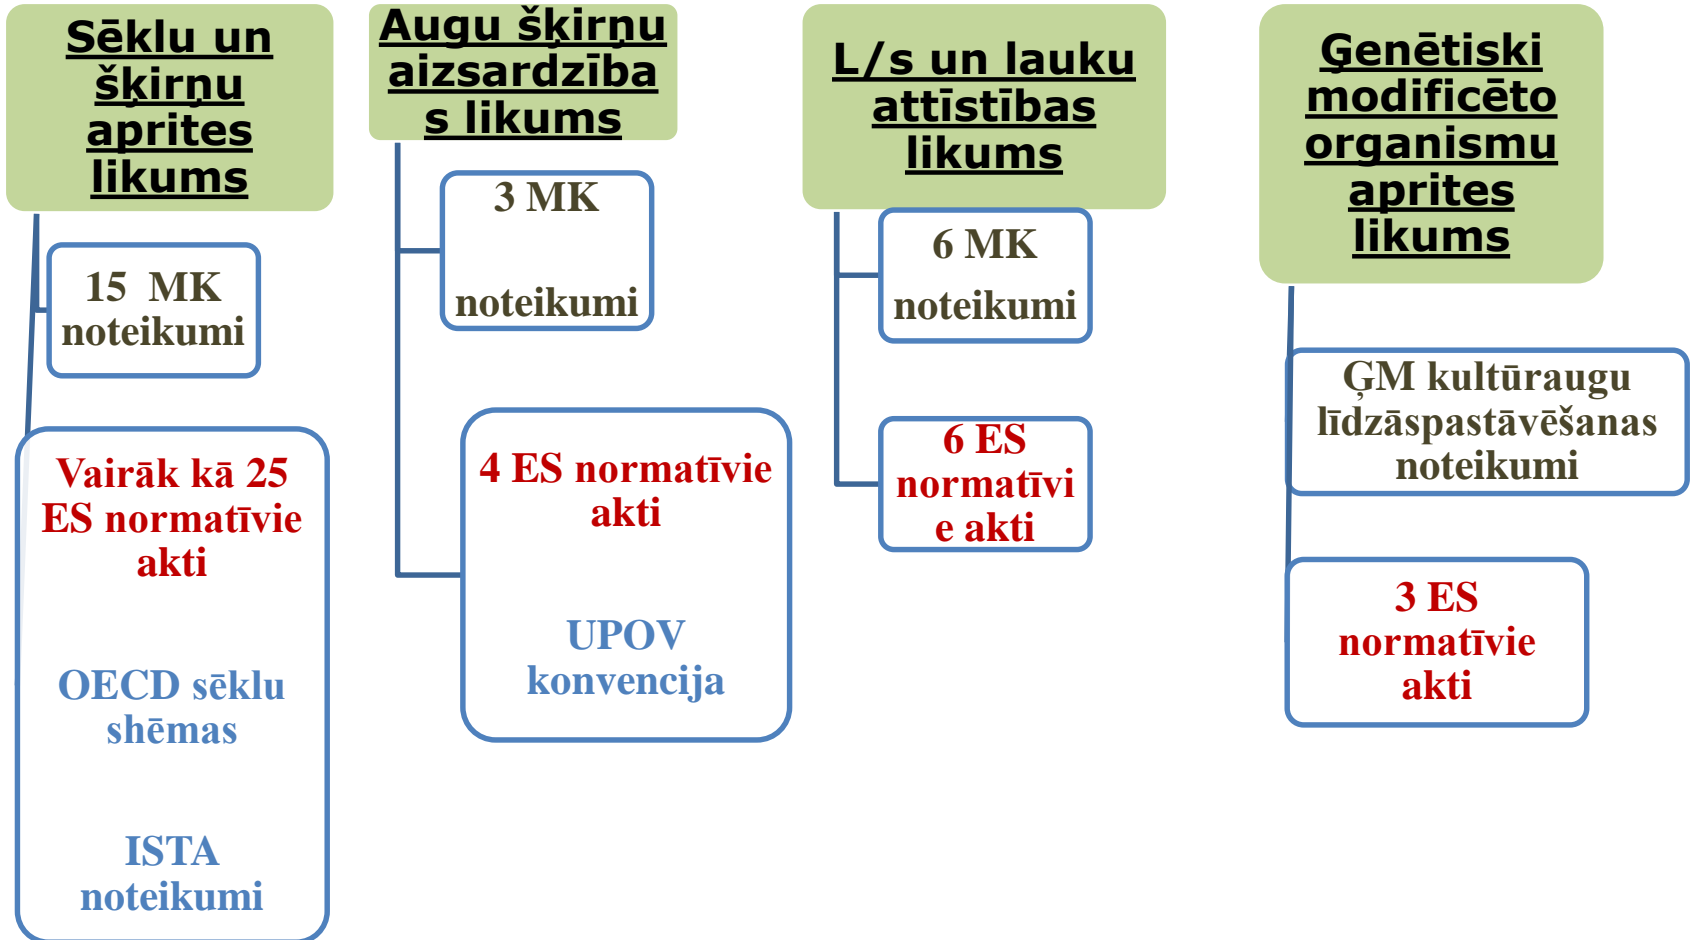 Sēklu un
šķirņu
aprites
likums
15 MK
noteikumi
Vairāk kā 25
ES normatīvie
akti
OECD sēklu
shēmas
ISTA
noteikumi
Augu šķirņu
aizsardzība
s likums
3 MK
noteikumi
4 ES normatīvie
akti
UPOV
konvencija
L/s un lauku
attīstības
likums
6 MK
noteikumi
6 ES
normatīvi
e akti
Ģenētiski
modificēto
organismu
aprites
likums
ĢM kultūraugu
līdzāspastāvēšanas
noteikumi
3 ES
normatīvie
akti